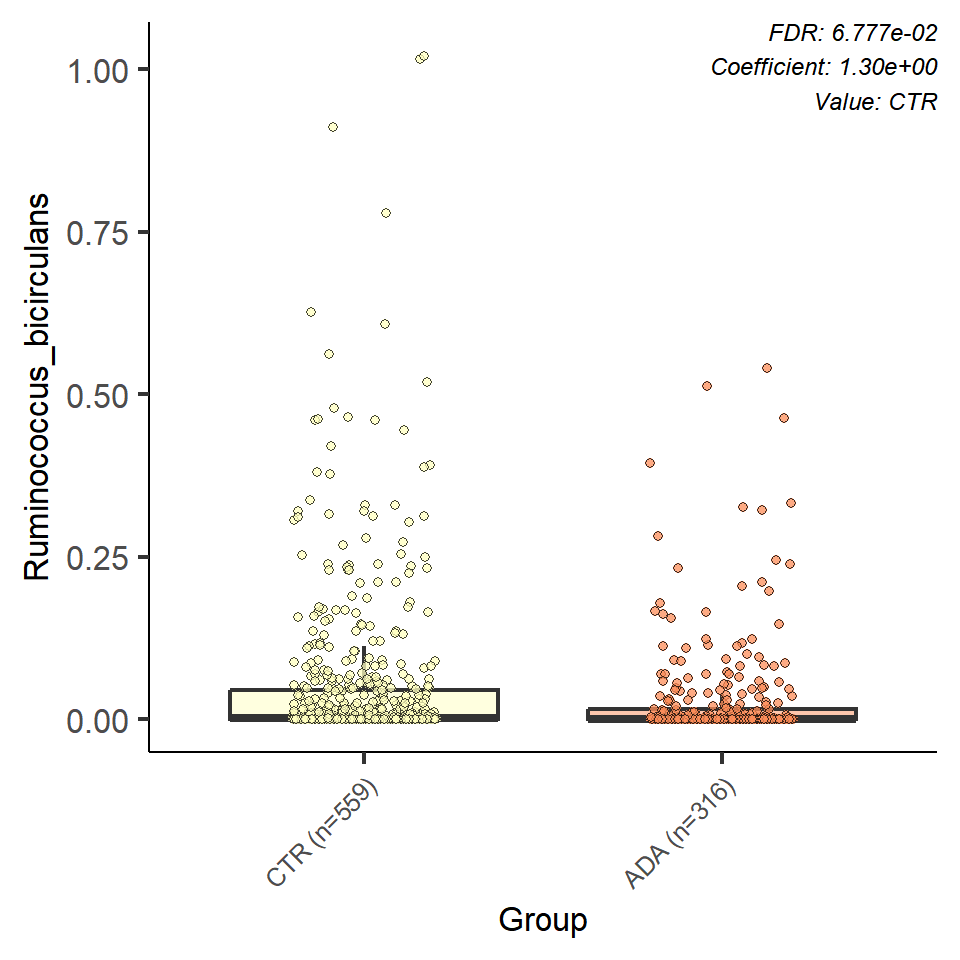 FDR: 6.777e-02
Coefficient: 1.30e+00
Value: CTR
Ruminococcus_bicirculans
1.00
0.75
0.50
0.25
0.00
CTR (n=559)
ADA (n=316)
Group